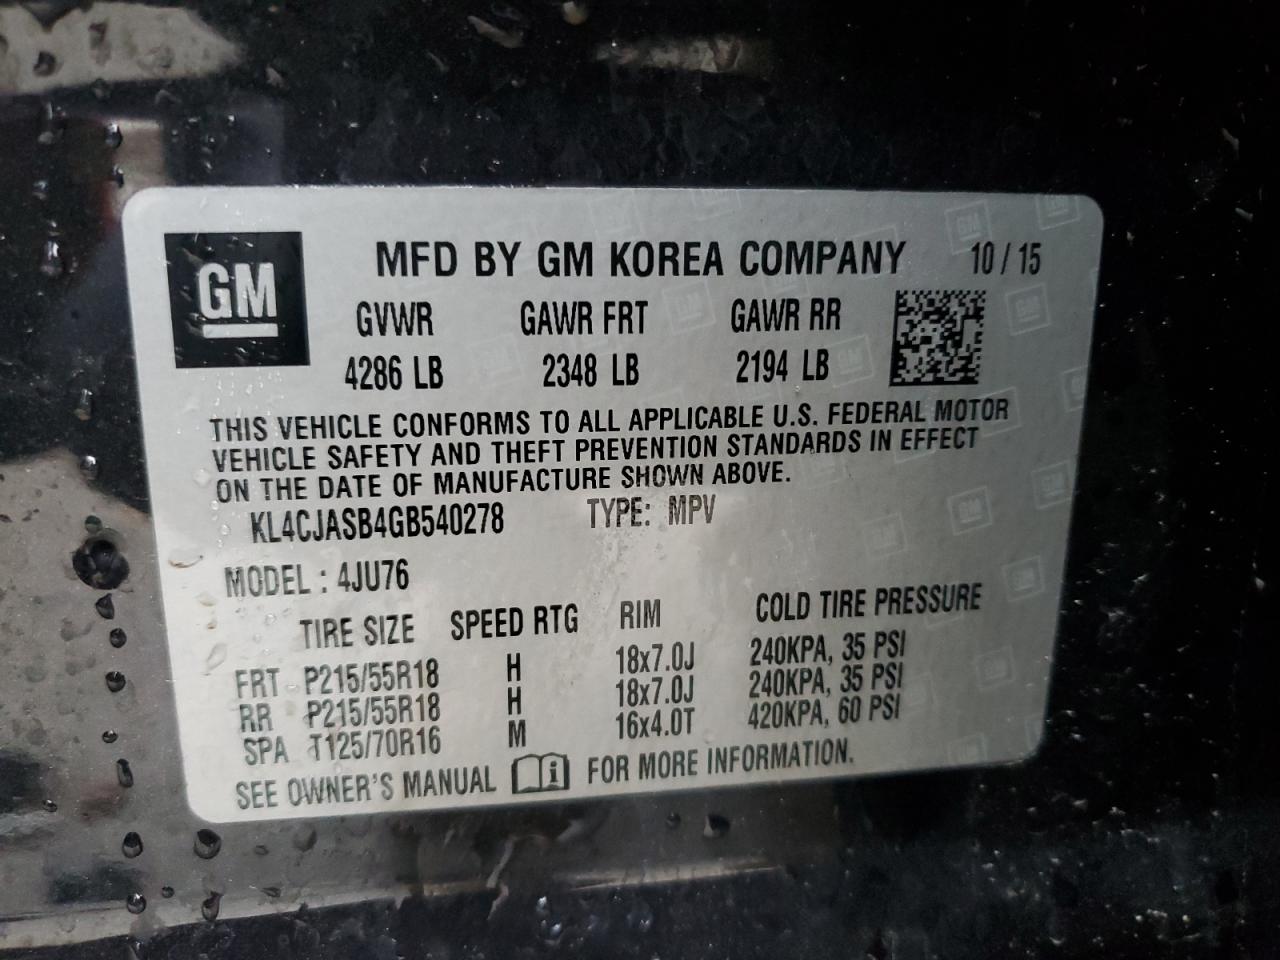 GM
MFD BY GM KOREA COMPANY 10 / 15
GVWR GAWR FRT GAWR RR
4286 LB 2348 LB 2194 LB
THIS VEHICLE CONFORMS TO ALL APPLICABLE U.S. FEDERAL MOTOR
VEHICLE SAFETY AND THEFT PREVENTION STANDARDS IN EFFECT
ON THE DATE OF MANUFACTURE SHOWN ABOVE.
KL4CJASB4GB540278 TYPE: MPV
MODEL : 4JU76
TIRE SIZE SPEED RTG RIM COLD TIRE PRESSURE
FRT P215/55R18 H 18x7.0J 240KPA, 35 PSI
RR P215/55R18 H 18x7.0J 240KPA, 35 PSI
SPA T125/70R16 M 16x4.0T 420KPA, 60 PSI
SEE OWNER'S MANUAL i FOR MORE INFORMATION.